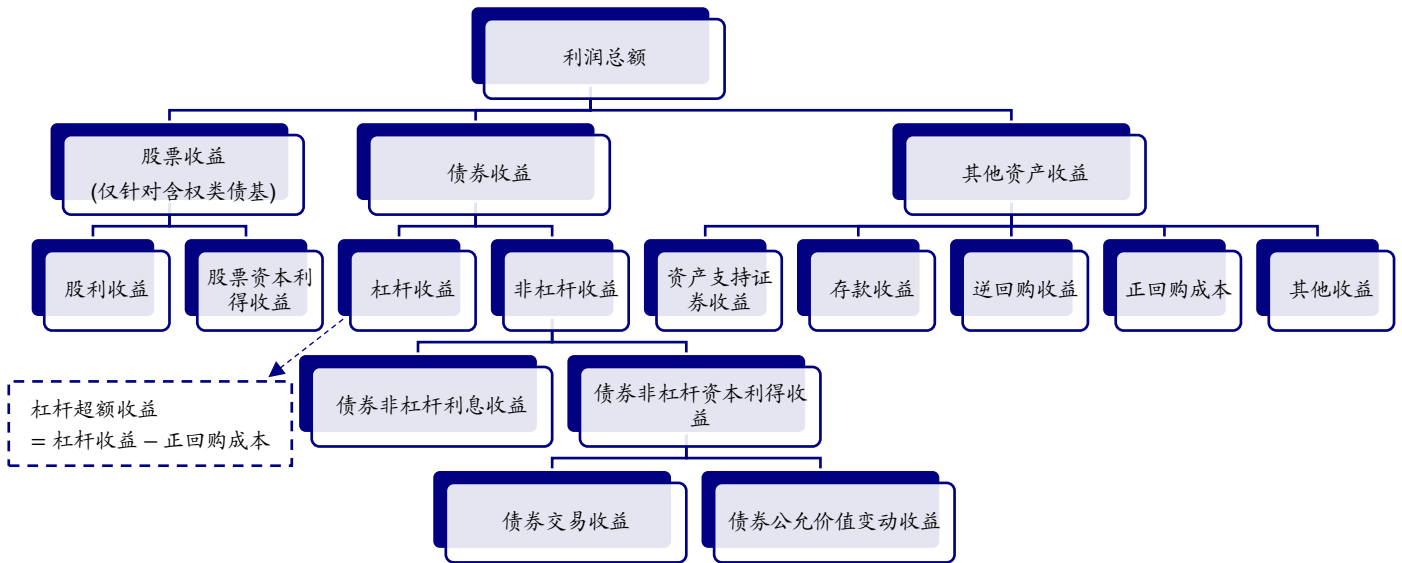 利润总额
股票收益
(仅针对含权类债基)
债券收益
其他资产收益
股利收益
股票资本利
得收益
杠杆收益
非杠杆收益
资产支持证
券收益
存款收益
逆回购收益
正回购成本
其他收益
杠杆超额收益
= 杠杆收益 – 正回购成本
债券非杠杆利息收益
债券非杠杆资本利得收
益
债券交易收益
债券公允价值变动收益